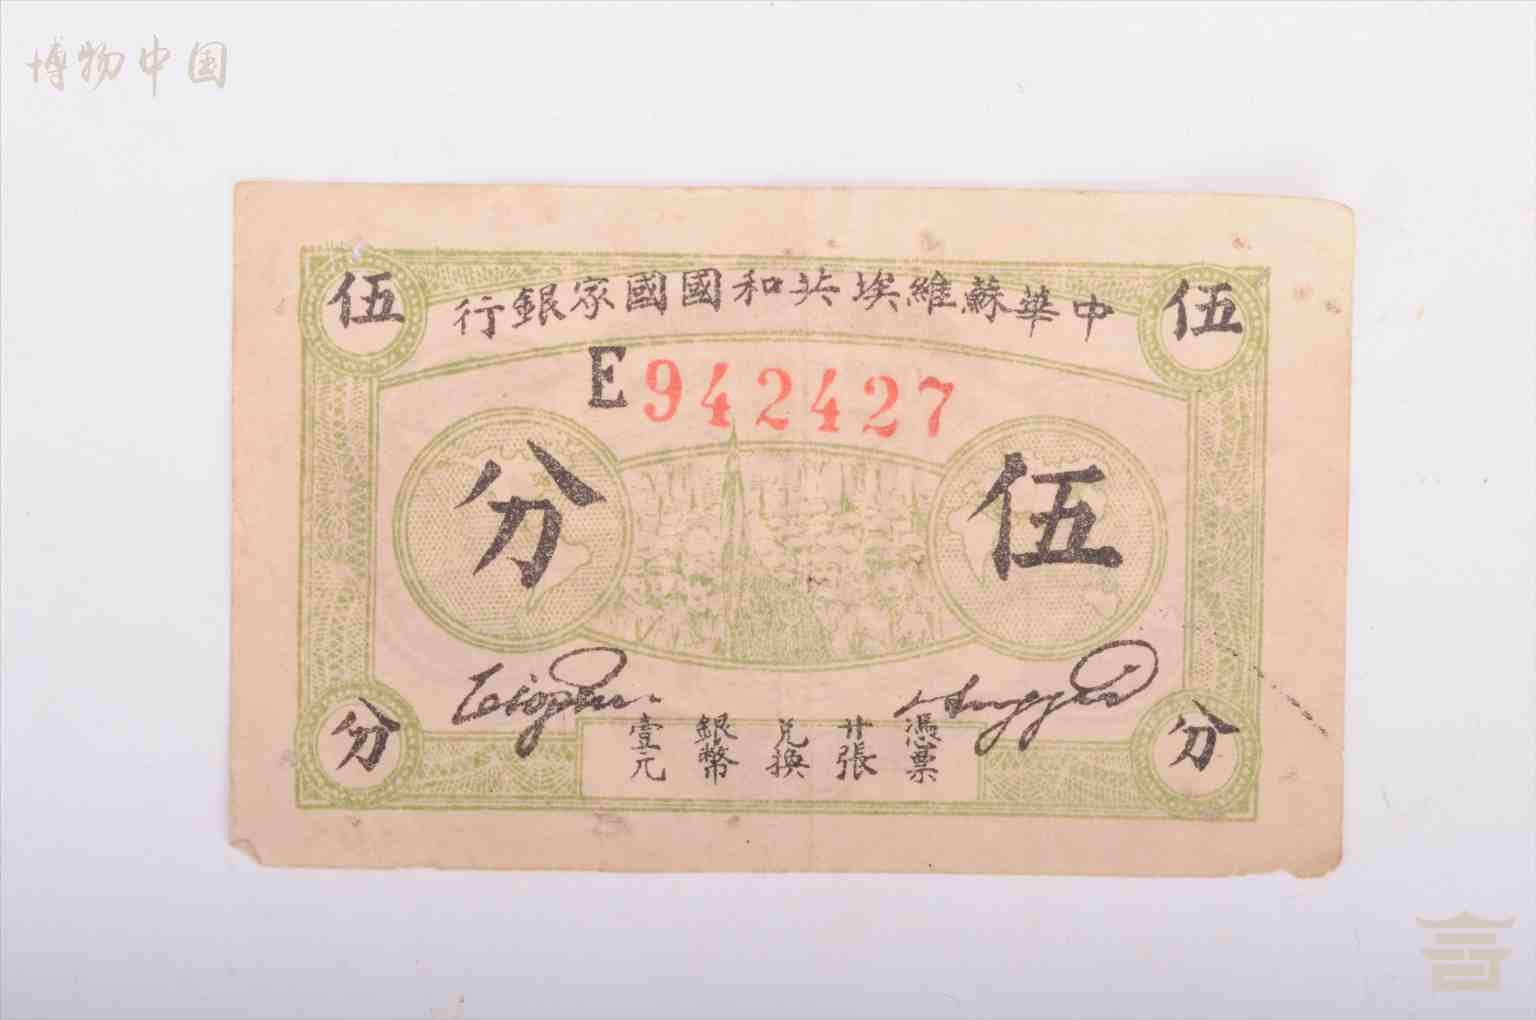 博物中国
伍 伍
中華蘇維埃共和國國家銀行
E942427
伍分
分 分
憑票
廿張
兌換
銀幣
壹元